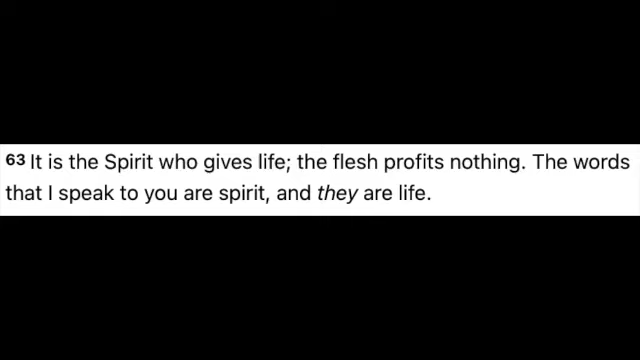 63 It is the Spirit who gives life; the flesh profits nothing. The words
that I speak to you are spirit, and they are life.